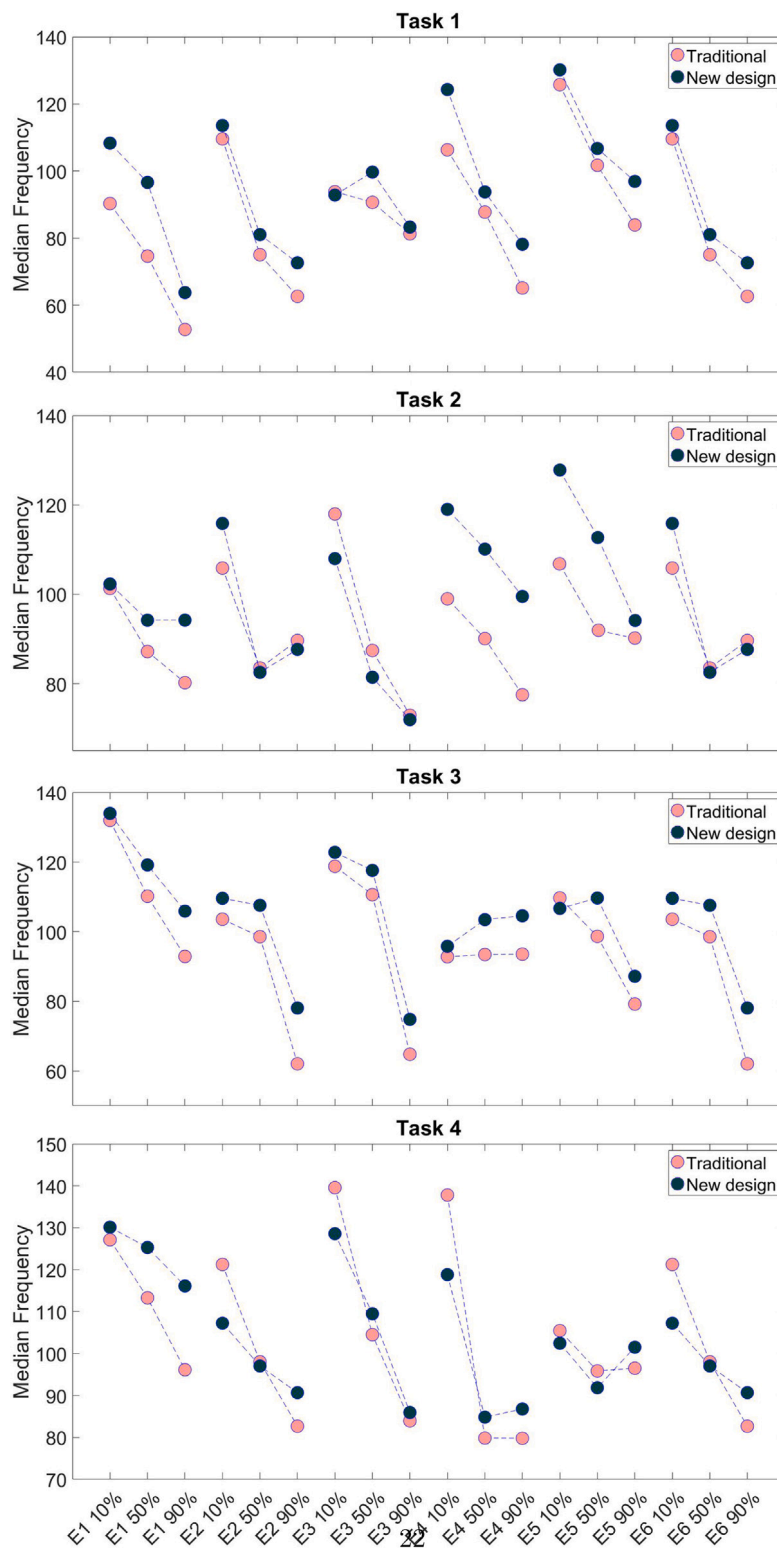 Task 1
140
120
100
80
60
40
Median Frequency
Traditional
New design
Task 2
140
120
100
80
Median Frequency
Traditional
New design
Task 3
140
120
100
80
60
Median Frequency
Traditional
New design
Task 4
150
140
130
120
110
100
90
80
70
Median Frequency
Traditional
New design
E1 10%
E1 50%
E1 90%
E2 10%
E2 50%
E2 90%
E3 10%
E3 50%
E3 90%
E4 10%
E4 50%
E4 90%
E5 10%
E5 50%
E5 90%
E6 10%
E6 50%
E6 90%
22